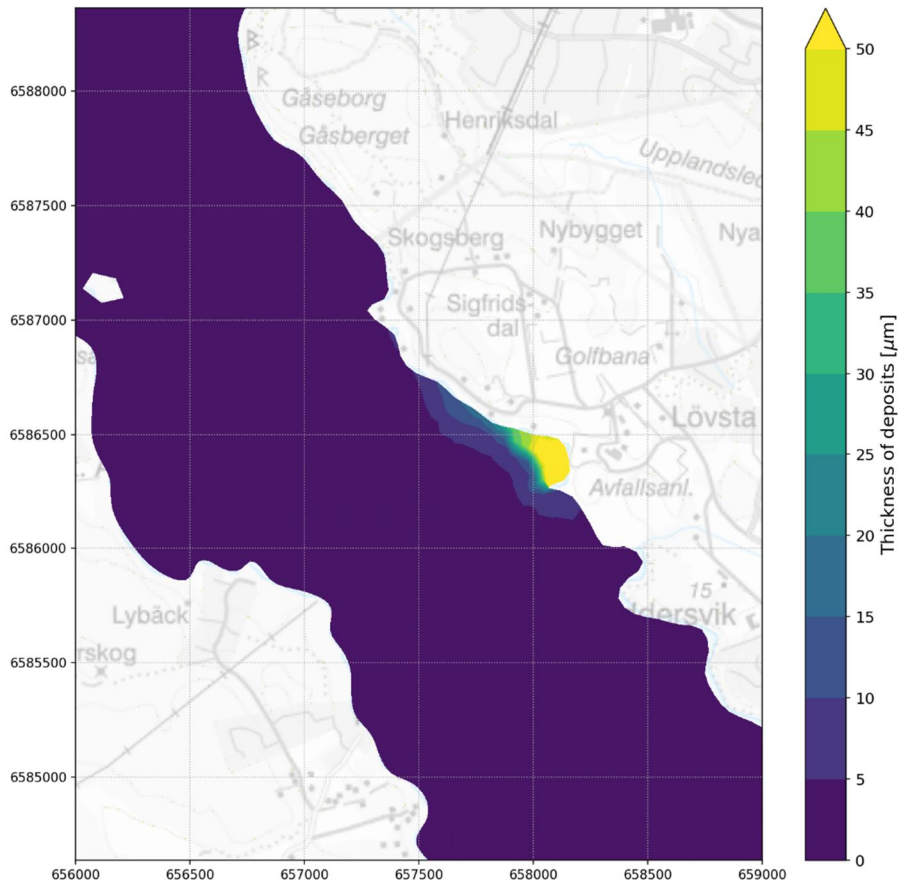 6588000
6587500
6587000
6586500
6586000
6585500
6585000
656000
656500
657000
657500
658000
658500
659000
Gåseborg
Gåsberget
Henriksdal
Upplandsled
Skogsberg
Nybygget
Nya
Sigfrids-
dal
Golfbana
Lövsta
Avfallsanl.
15
ldersvik
Lybäck
rskog
50
45
40
35
30
25
20
15
10
5
0
Thickness of deposits [µm]